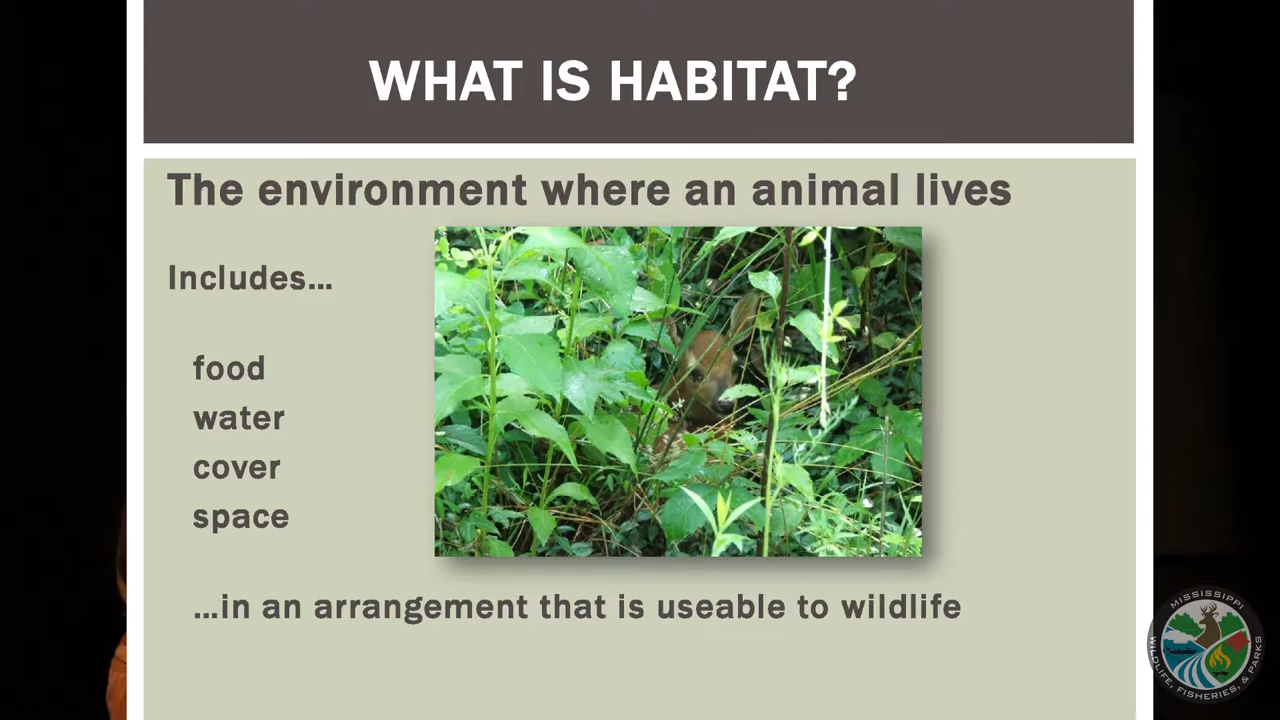 WHAT IS HABITAT?
The environment where an animal lives
Includes...
food
water
cover
space
...in an arrangement that is useable to wildlife
MISSISSIPPI
WILDLIFE, FISHERIES, & PARKS